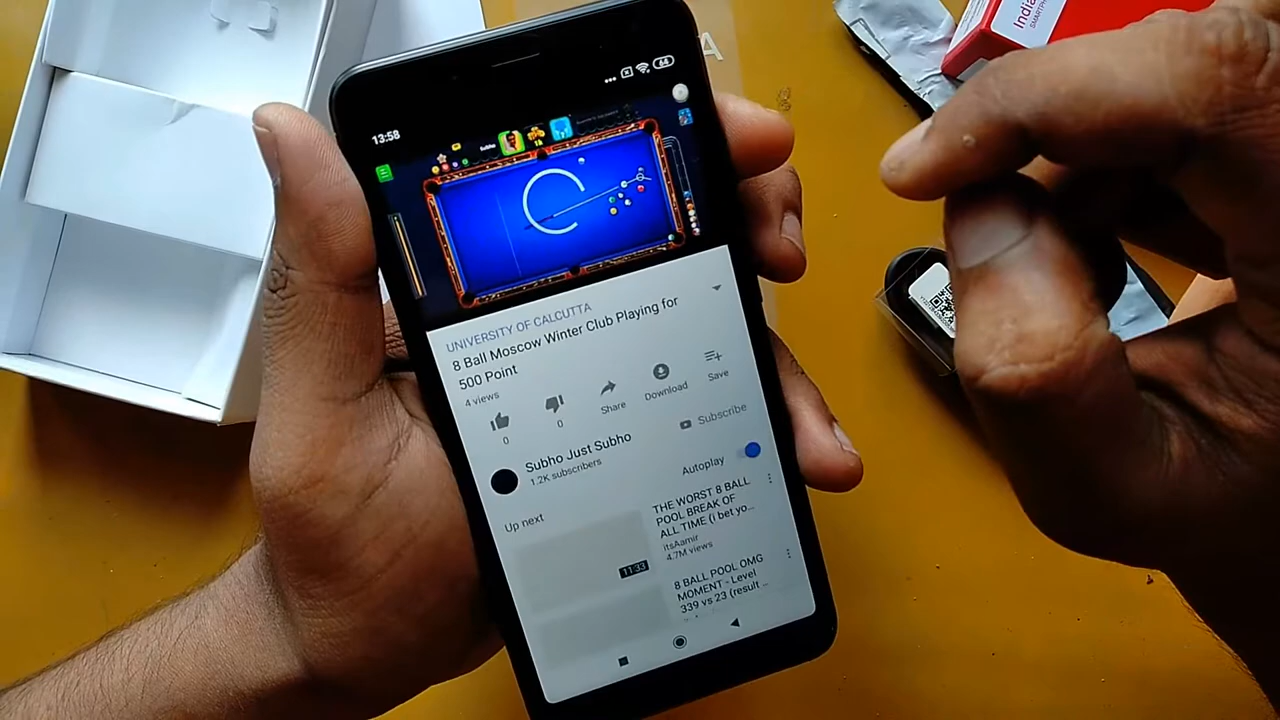 13:58
64
Subho
UNIVERSITY OF CALCUTTA
8 Ball Moscow Winter Club Playing for
500 Point
4 views
0
0
Share
Download
Save
Subho Just Subho
1.2K subscribers
Subscribe
Autoplay
Up next
THE WORST 8 BALL
POOL BREAK OF
ALL TIME (i bet yo...
ItsAamir
4.7M views
11:33
8 BALL POOL OMG
MOMENT - Level
339 vs 23 (result ...
A
India
SMARTPH